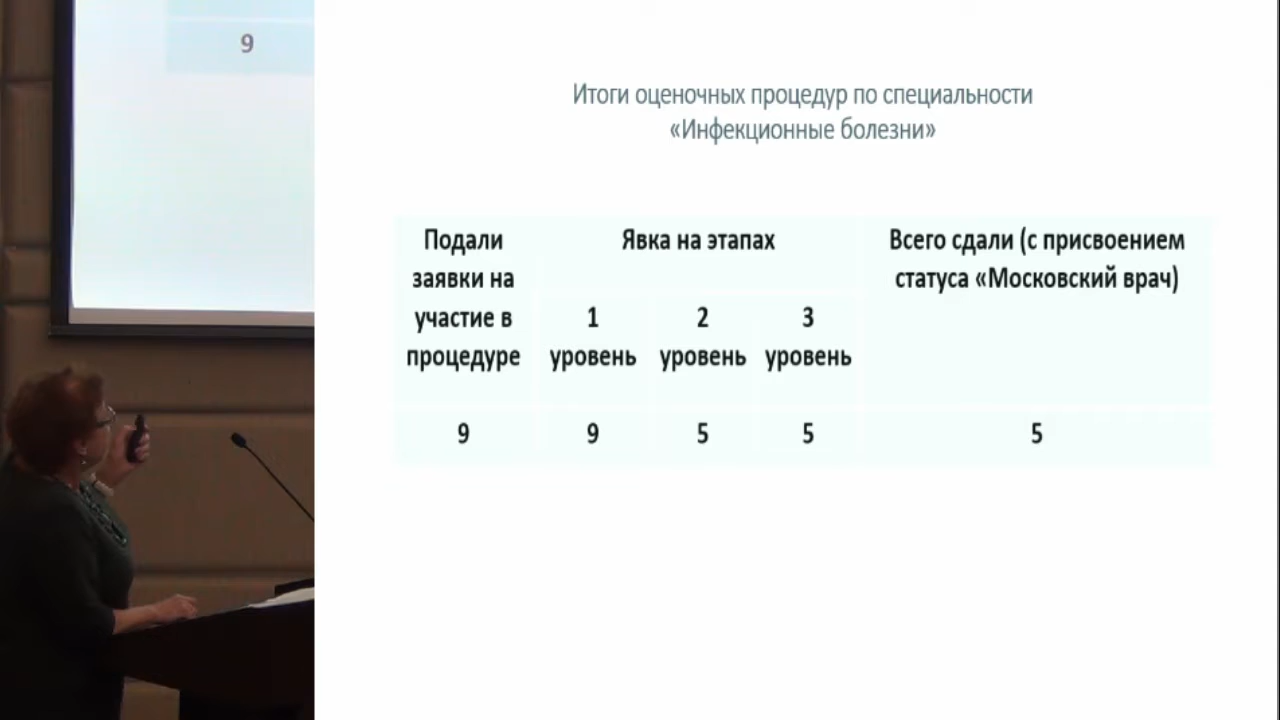 9
Итоги оценочных процедур по специальности
«Инфекционные болезни»
Подали заявки на участие в процедуре
Явка на этапах
Всего сдали (с присвоением статуса «Московский врач)
1 уровень
2 уровень
3 уровень
9 9 5 5 5